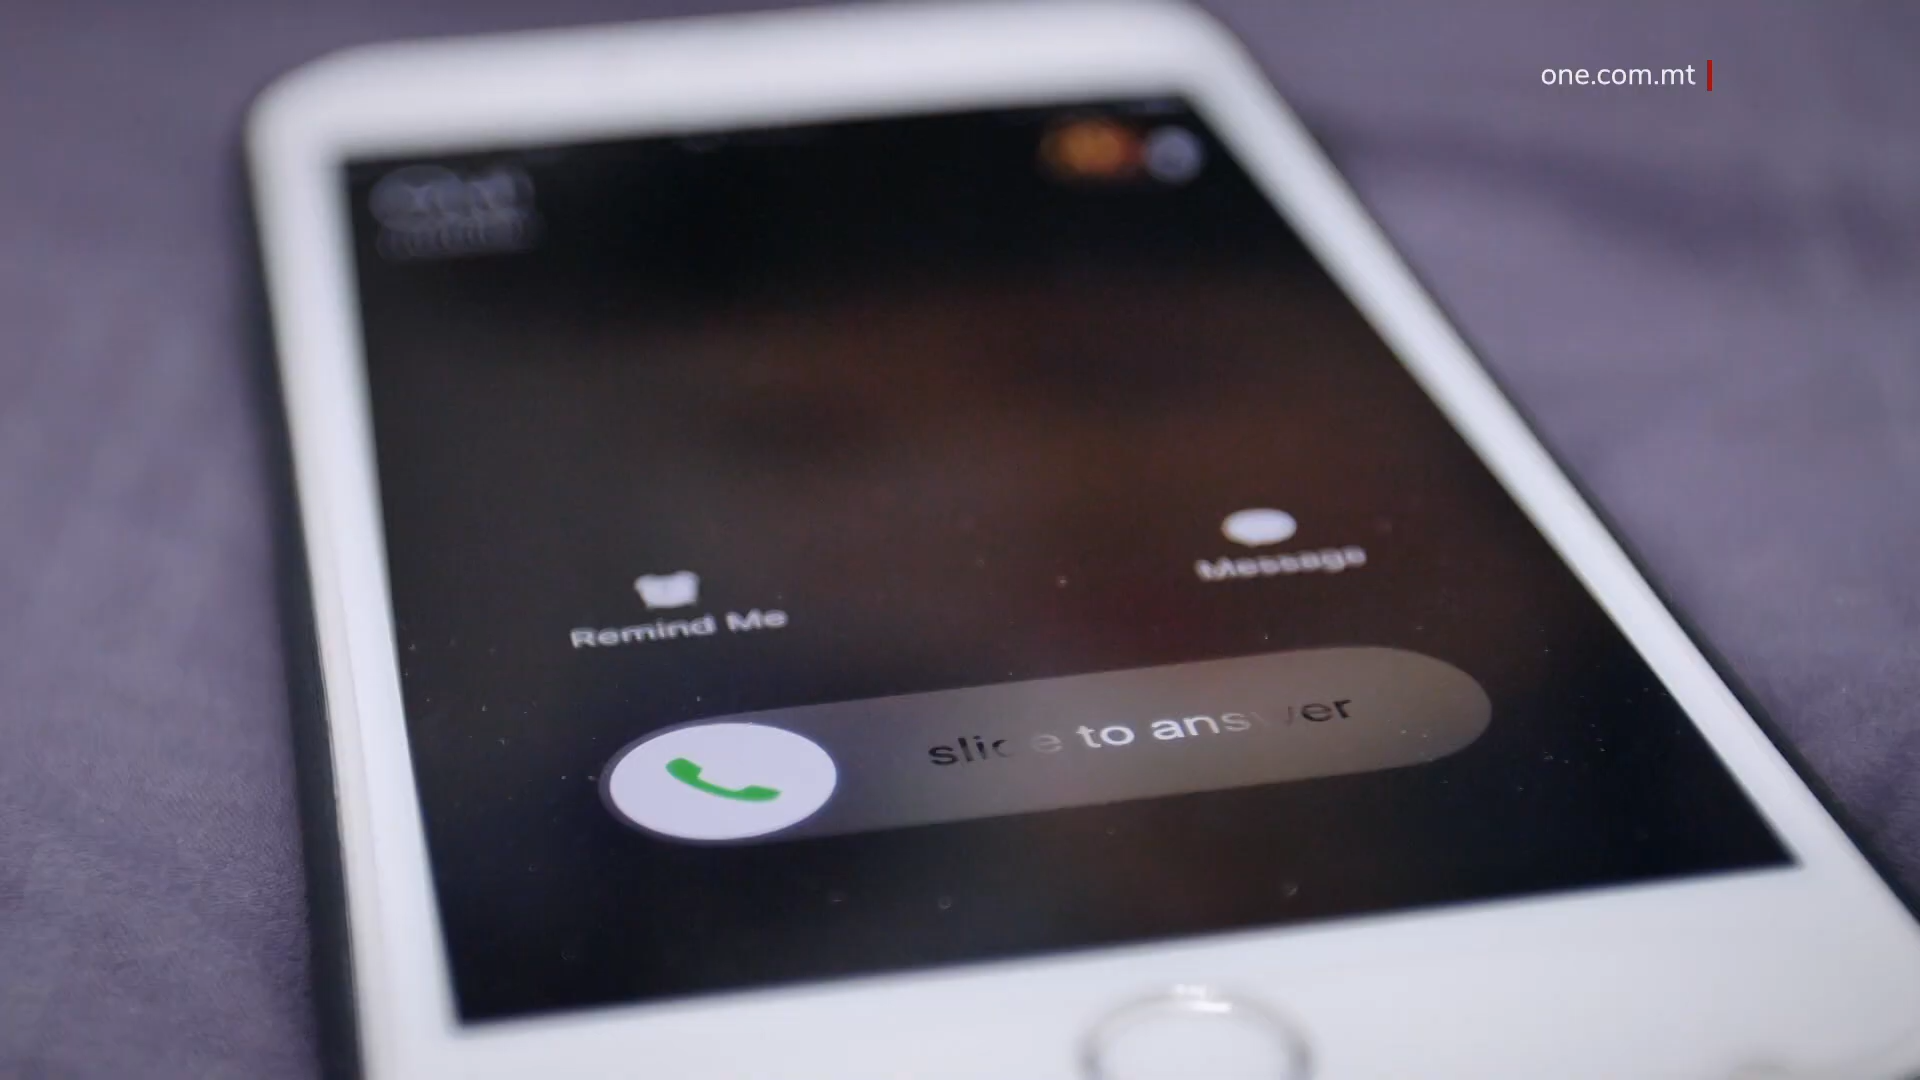 one.com.mt
Remind Me
Message
slide to answer